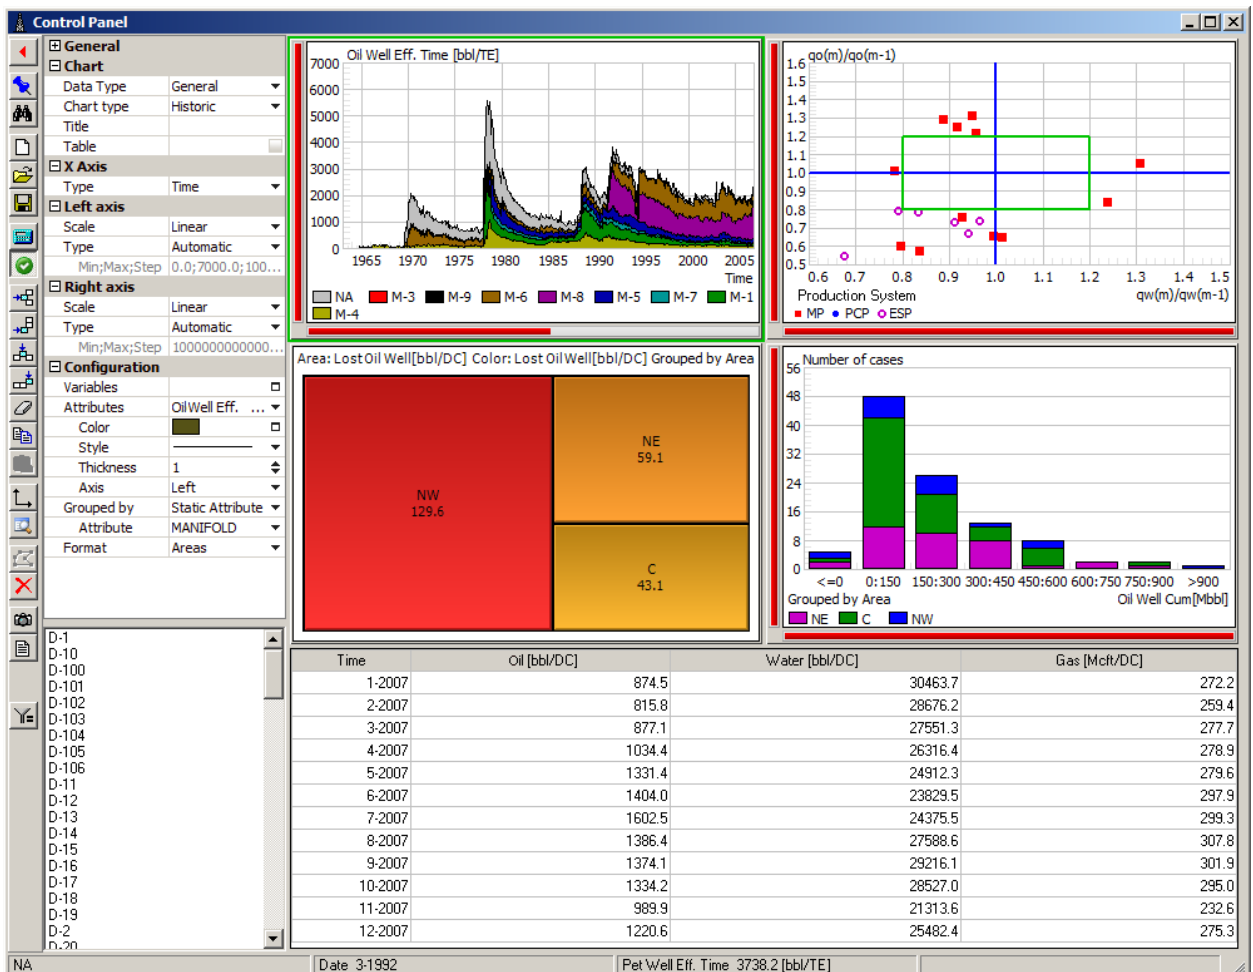 Control Panel
General
Chart
Data Type General
Chart type Historic
Title
Table
X Axis
Type Time
Left axis
Scale Linear
Type Automatic
Min;Max;Step 0.0;7000.0;100...
Right axis
Scale Linear
Type Automatic
Min;Max;Step 1000000000000...
Configuration
Variables
Attributes Oil Well Eff. ...
Color
Style
Thickness 1
Axis Left
Grouped by Static Attribute
Attribute MANIFOLD
Format Areas
D-1
D-10
D-100
D-101
D-102
D-103
D-104
D-105
D-106
D-11
D-12
D-13
D-14
D-15
D-16
D-17
D-18
D-19
D-2
D-20
Oil Well Eff. Time [bbl/TE]
7000
6000
5000
4000
3000
2000
1000
0
1965 1970 1975 1980 1985 1990 1995 2000 2005
Time
NA M-3 M-9 M-6 M-8 M-5 M-7 M-1
M-4
qo(m)/qo(m-1)
1.6
1.5
1.4
1.3
1.2
1.1
1.0
0.9
0.8
0.7
0.6
0.5
0.6 0.7 0.8 0.9 1.0 1.1 1.2 1.3 1.4 1.5
Production System qw(m)/qw(m-1)
MP PCP ESP
Area: Lost Oil Well[bbl/DC] Color: Lost Oil Well[bbl/DC] Grouped by Area
NW
129.6
NE
59.1
C
43.1
Number of cases
56
48
40
32
24
16
8
0
<=0 0:150 150:300 300:450 450:600 600:750 750:900 >900
Grouped by Area Oil Well Cum[Mbbl]
NE C NW
Time Oil [bbl/DC] Water [bbl/DC] Gas [Mcft/DC]
1-2007 874.5 30463.7 272.2
2-2007 815.8 28676.2 259.4
3-2007 877.1 27551.3 277.7
4-2007 1034.4 26316.4 278.9
5-2007 1331.4 24912.3 279.6
6-2007 1404.0 23829.5 297.9
7-2007 1602.5 24375.5 299.3
8-2007 1386.4 27588.6 307.8
9-2007 1374.1 29216.1 301.9
10-2007 1334.2 28527.0 295.0
11-2007 989.9 21313.6 232.6
12-2007 1220.6 25482.4 275.3
NA Date 3-1992 Pet Well Eff. Time 3738.2 [bbl/TE]